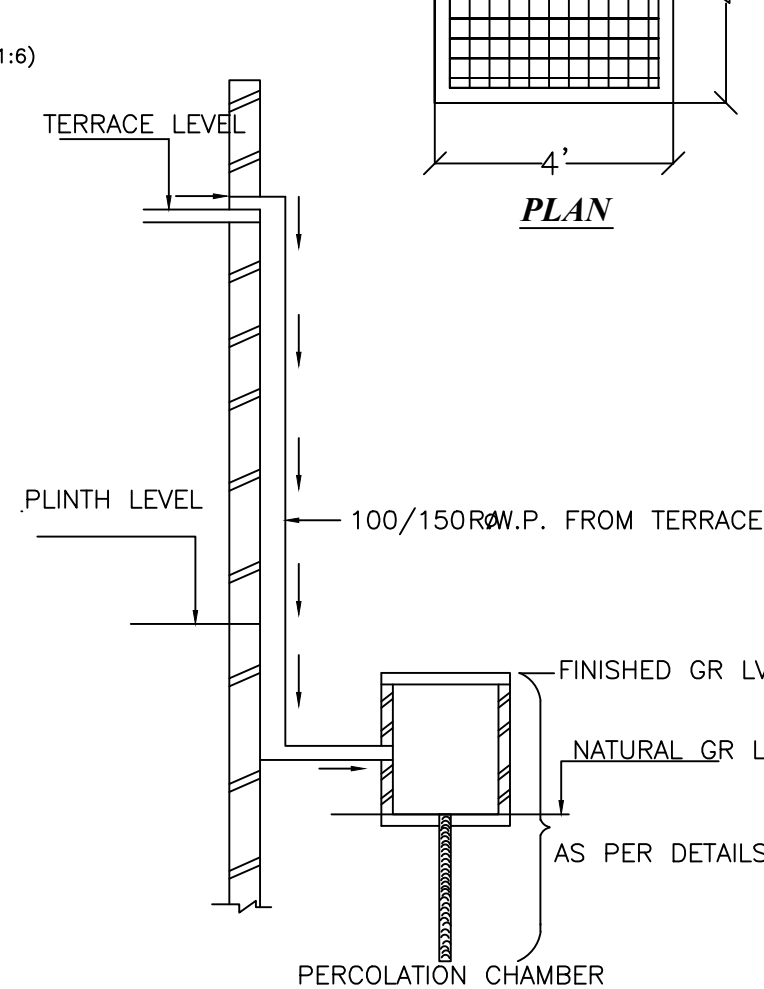 1:6)
TERRACE LEVEL
4'
PLAN
PLINTH LEVEL
100/150 R.W.P. FROM TERRACE
FINISHED GR LV
NATURAL GR L
AS PER DETAILS
PERCOLATION CHAMBER